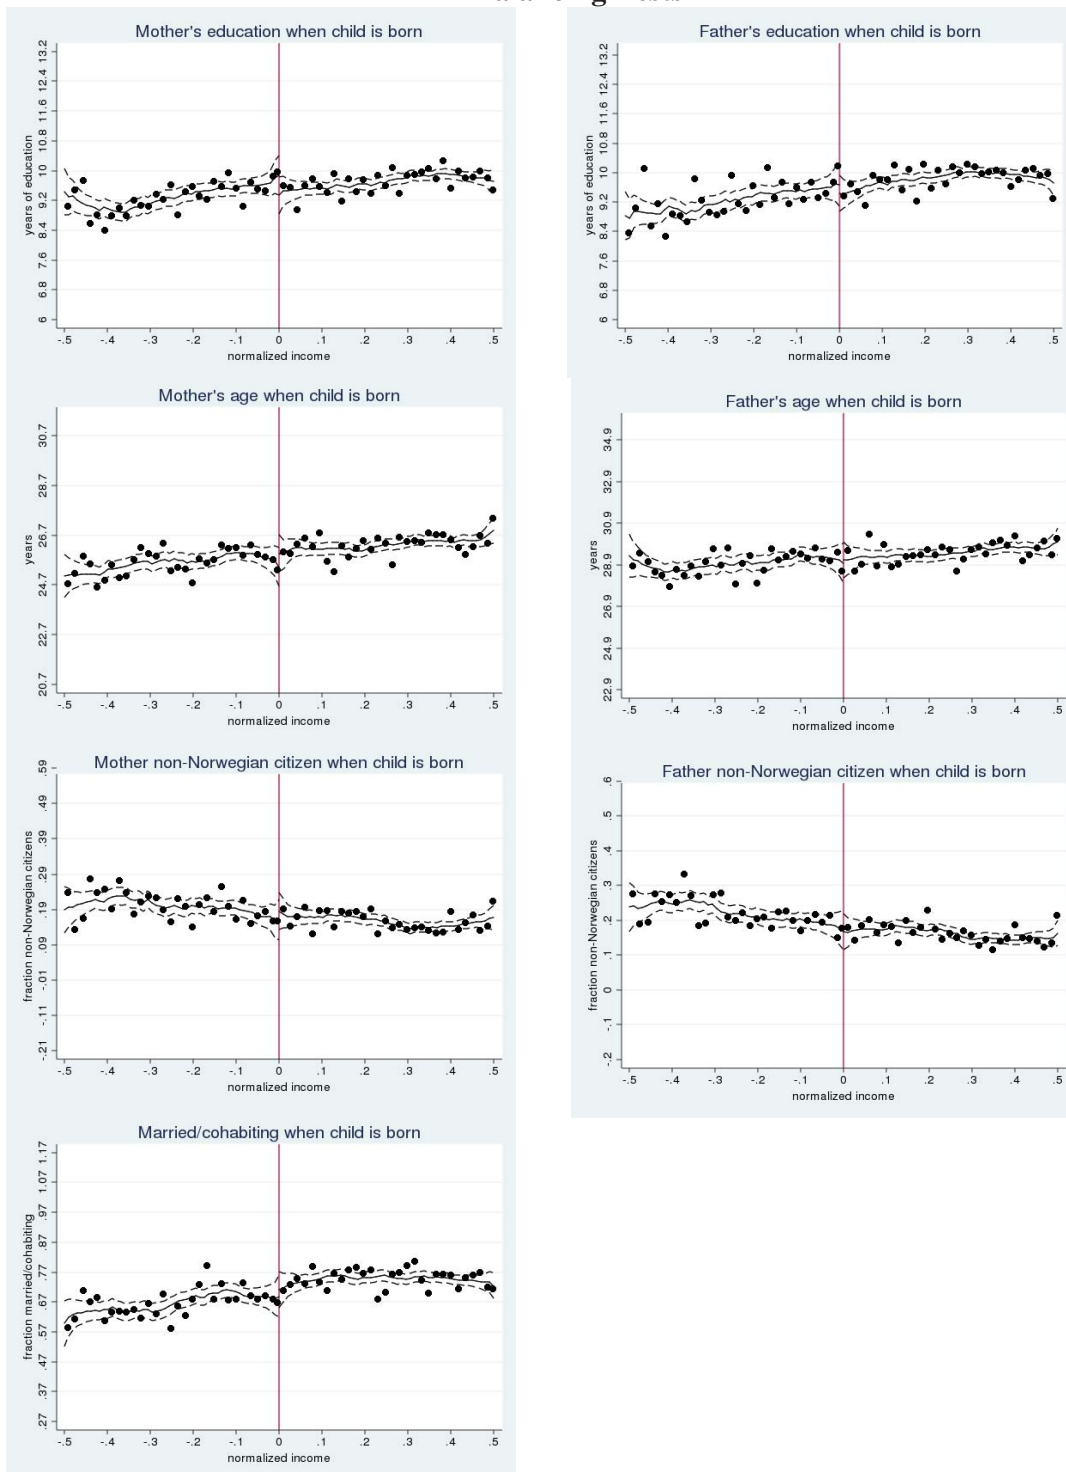 Mother's education when child is born
years of education
13.2
12.4
11.6
10.8
10
9.2
8.4
7.6
6.8
6
-.5 -.4 -.3 -.2 -.1 0 .1 .2 .3 .4 .5
normalized income
Father's education when child is born
years of education
13.2
12.4
11.6
10.8
10
9.2
8.4
7.6
6.8
6
-.5 -.4 -.3 -.2 -.1 0 .1 .2 .3 .4 .5
normalized income
Mother's age when child is born
years
30.7
28.7
26.7
24.7
22.7
20.7
-.5 -.4 -.3 -.2 -.1 0 .1 .2 .3 .4 .5
normalized income
Father's age when child is born
years
34.9
32.9
30.9
28.9
26.9
24.9
22.9
-.5 -.4 -.3 -.2 -.1 0 .1 .2 .3 .4 .5
normalized income
Mother non-Norwegian citizen when child is born
fraction non-Norwegian citizens
.59
.49
.39
.29
.19
.09
-.01
-.11
-.21
-.5 -.4 -.3 -.2 -.1 0 .1 .2 .3 .4 .5
normalized income
Father non-Norwegian citizen when child is born
fraction non-Norwegian citizens
.6
.5
.4
.3
.2
.1
0
-.1
-.2
-.5 -.4 -.3 -.2 -.1 0 .1 .2 .3 .4 .5
normalized income
Married/cohabiting when child is born
fraction married/cohabiting
1.17
1.07
.97
.87
.77
.67
.57
.47
.37
.27
-.5 -.4 -.3 -.2 -.1 0 .1 .2 .3 .4 .5
normalized income